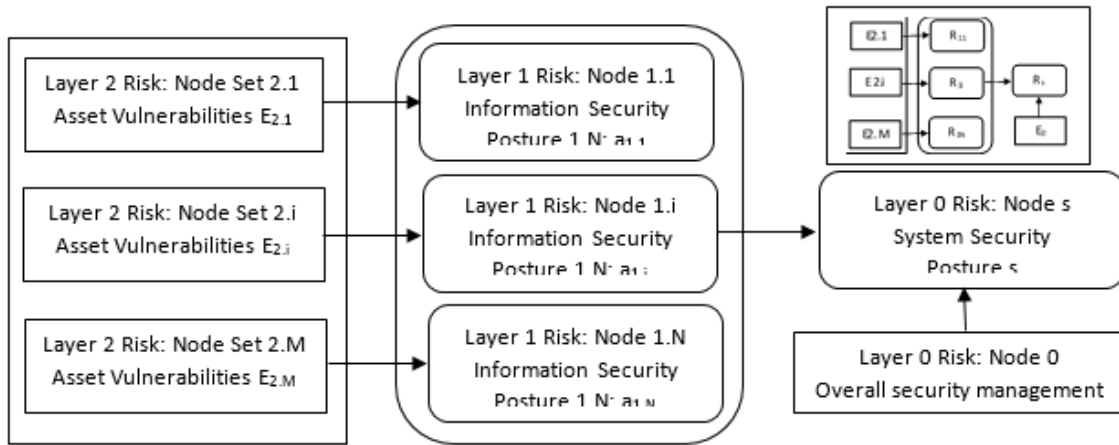 Layer 2 Risk: Node Set 2.1
Asset Vulnerabilities E2.1
Layer 2 Risk: Node Set 2.i
Asset Vulnerabilities E2.i
Layer 2 Risk: Node Set 2.M
Asset Vulnerabilities E2.M
Layer 1 Risk: Node 1.1
Information Security
Posture 1 N: a1.1
Layer 1 Risk: Node 1.i
Information Security
Posture 1 N: a1.i
Layer 1 Risk: Node 1.N
Information Security
Posture 1 N: a1.N
E2.1
R11
E2.i
E2.M
Rs
E0
Layer 0 Risk: Node s
System Security
Posture s
Layer 0 Risk: Node 0
Overall security management